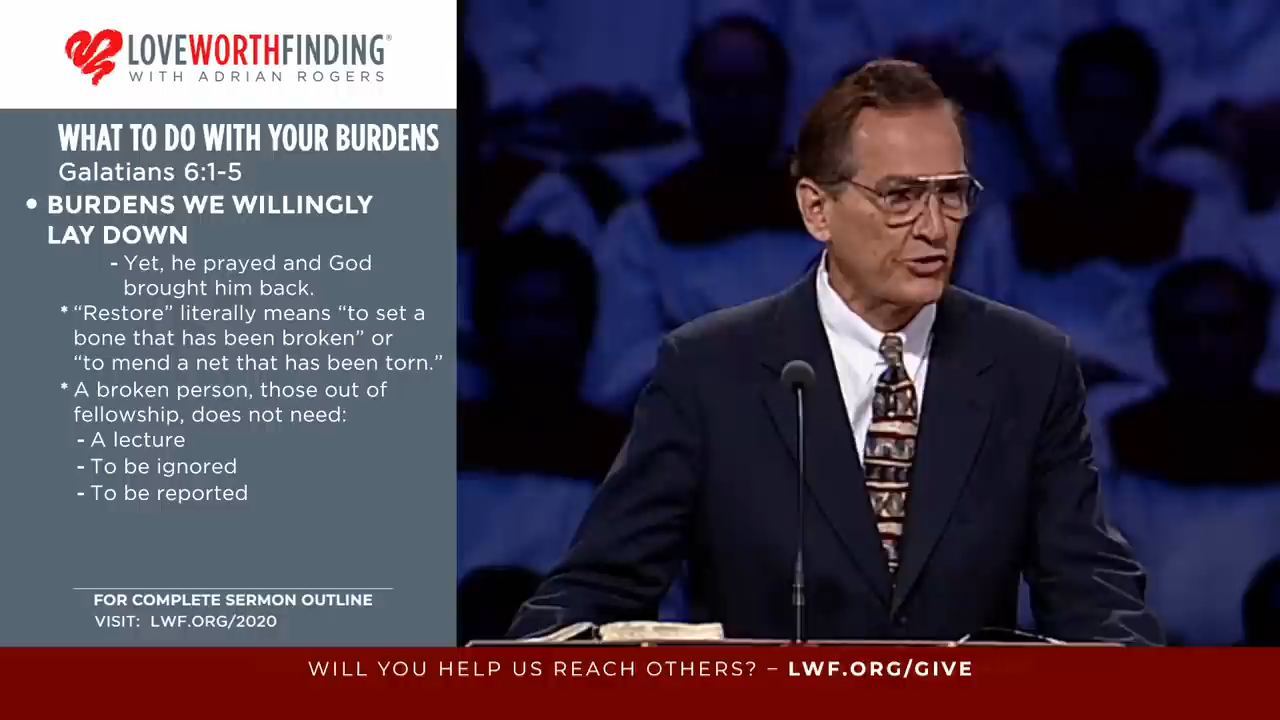 LOVEWORTHFINDING®
WITH ADRIAN ROGERS
WHAT TO DO WITH YOUR BURDENS
Galatians 6:1-5
• BURDENS WE WILLINGLY
LAY DOWN
- Yet, he prayed and God
brought him back.
* “Restore” literally means “to set a
bone that has been broken” or
“to mend a net that has been torn.”
* A broken person, those out of
fellowship, does not need:
- A lecture
- To be ignored
- To be reported
FOR COMPLETE SERMON OUTLINE
VISIT: LWF.ORG/2020
WILL YOU HELP US REACH OTHERS? – LWF.ORG/GIVE